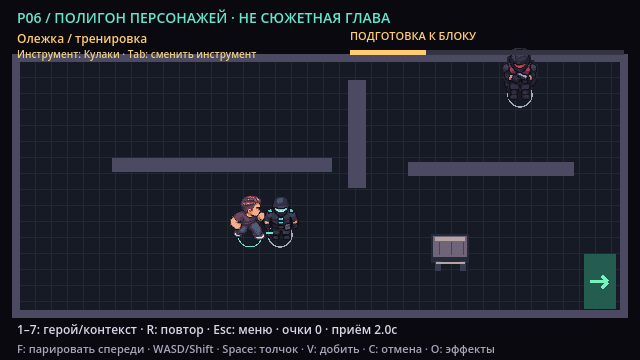 P06 / ПОЛИГОН ПЕРСОНАЖЕЙ · НЕ СЮЖЕТНАЯ ГЛАВА
Олежка / тренировка
ПОДГОТОВКА К БЛОКУ
Инструмент: Кулаки · Tab: сменить инструмент
1–7: герой/контекст · R: повтор · Esc: меню · очки 0 · приём 2.0с
F: парировать спереди · WASD/Shift · Space: толчок · V: добить · C: отмена · O: эффекты